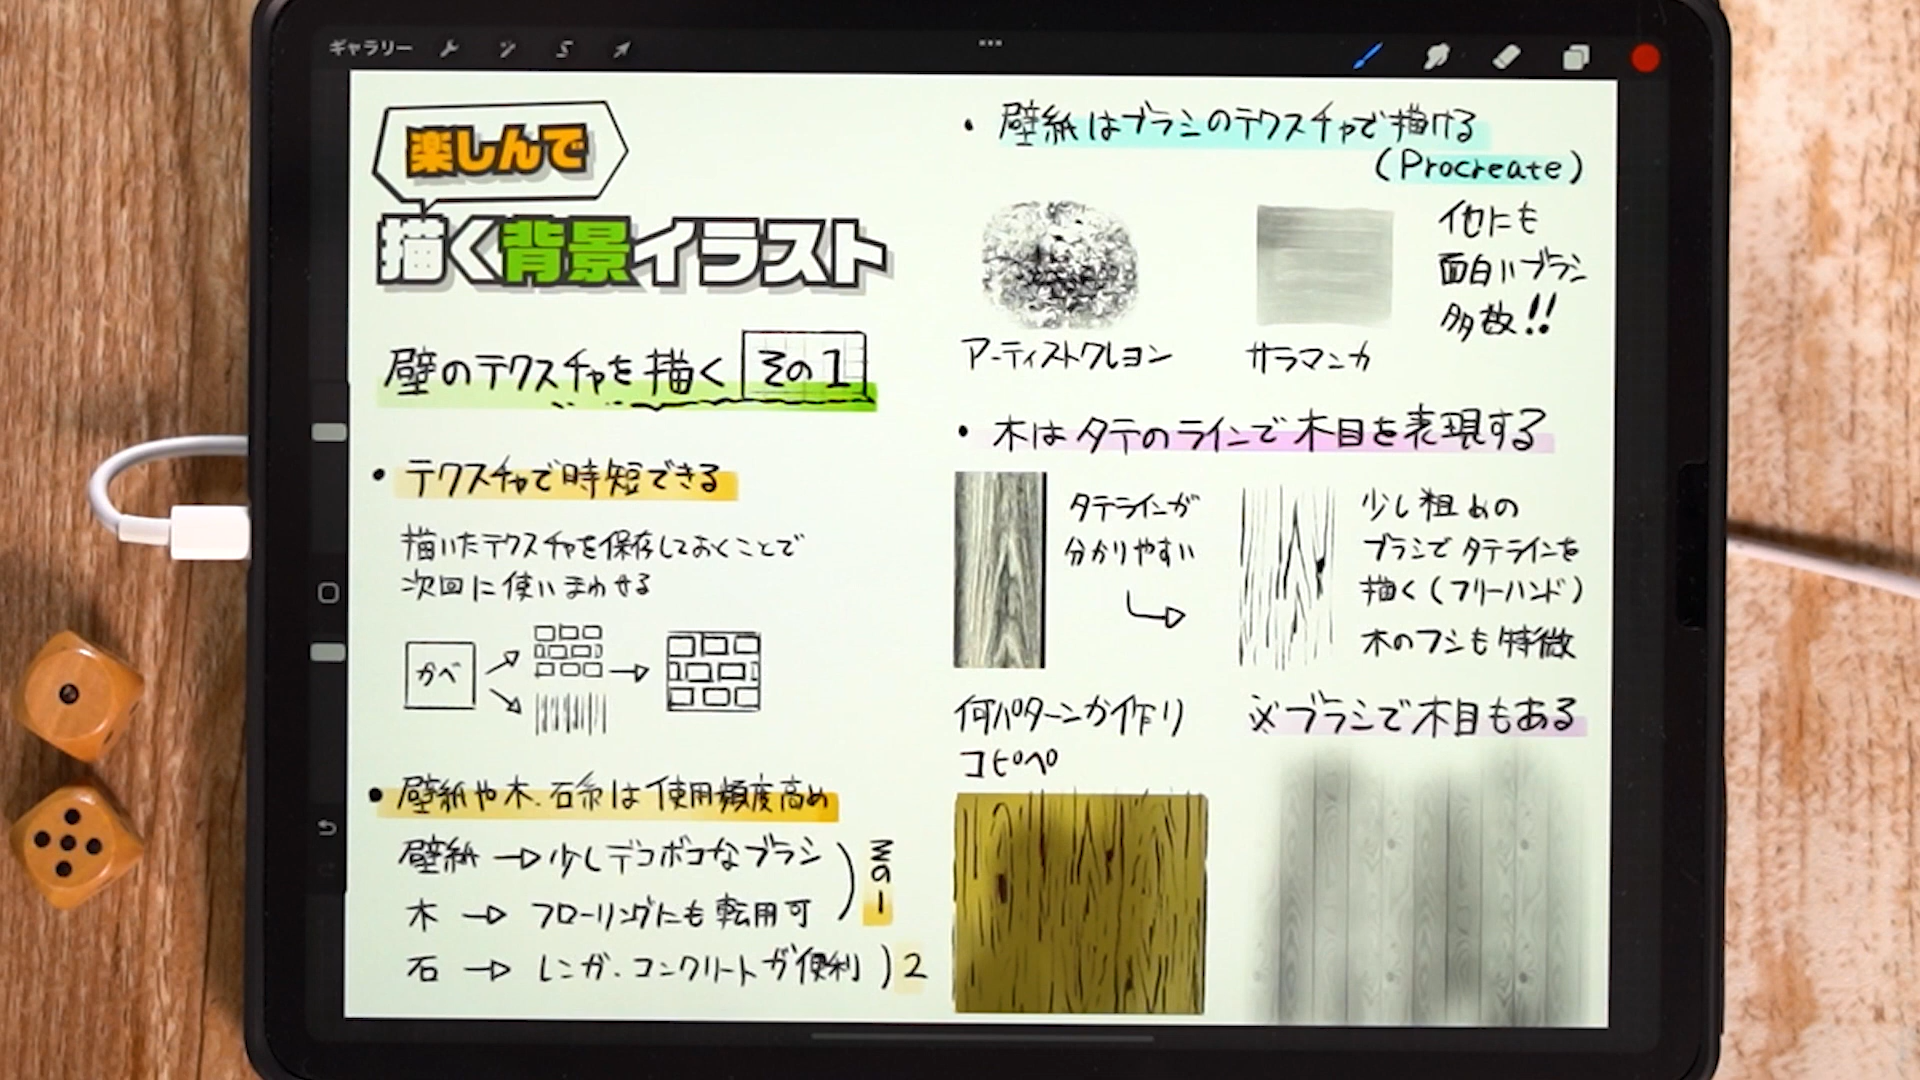 ギャラリー
楽しんで
描く背景イラスト
壁のテクスチャを描く その1
• テクスチャで時短できる
描いたテクスチャを保存しておくことで
次回に使いまわせる
かべ
• 壁紙や木、石系は使用頻度高め
壁紙 → 少しデコボコなブラシ
木 → フローリングにも転用可
その1
石 → レンガ、コンクリートが便利 ) 2
• 壁紙はブラシのテクスチャで描ける
(Procreate)
他にも
面白いブラシ
多数!!
アーティストクレヨン
サラマンカ
• 木はタテのラインで木目を表現する
タテラインが
分かりやすい
少し粗めの
ブラシでタテラインを
描く(フリーハンド)
木のフシも特徴
何パターンか作り
コピペ
※ブラシで木目もある